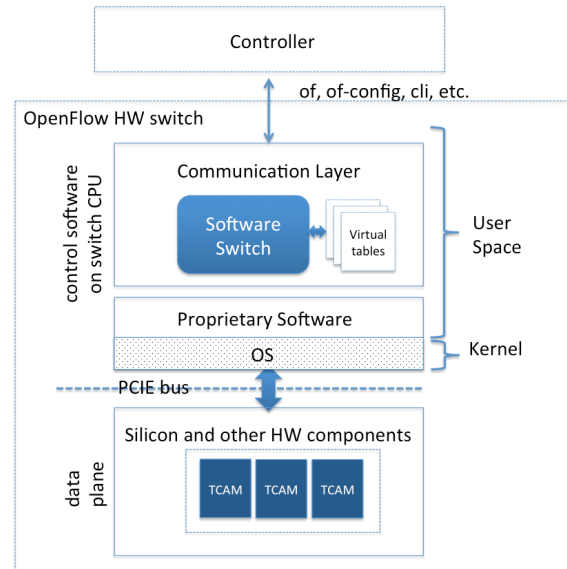 Controller
of, of-config, cli, etc.
OpenFlow HW switch
control software
on switch CPU
Communication Layer
Software
Switch
Virtual
tables
User
Space
Proprietary Software
OS
Kernel
PCIE bus
data
plane
Silicon and other HW components
TCAM
TCAM
TCAM